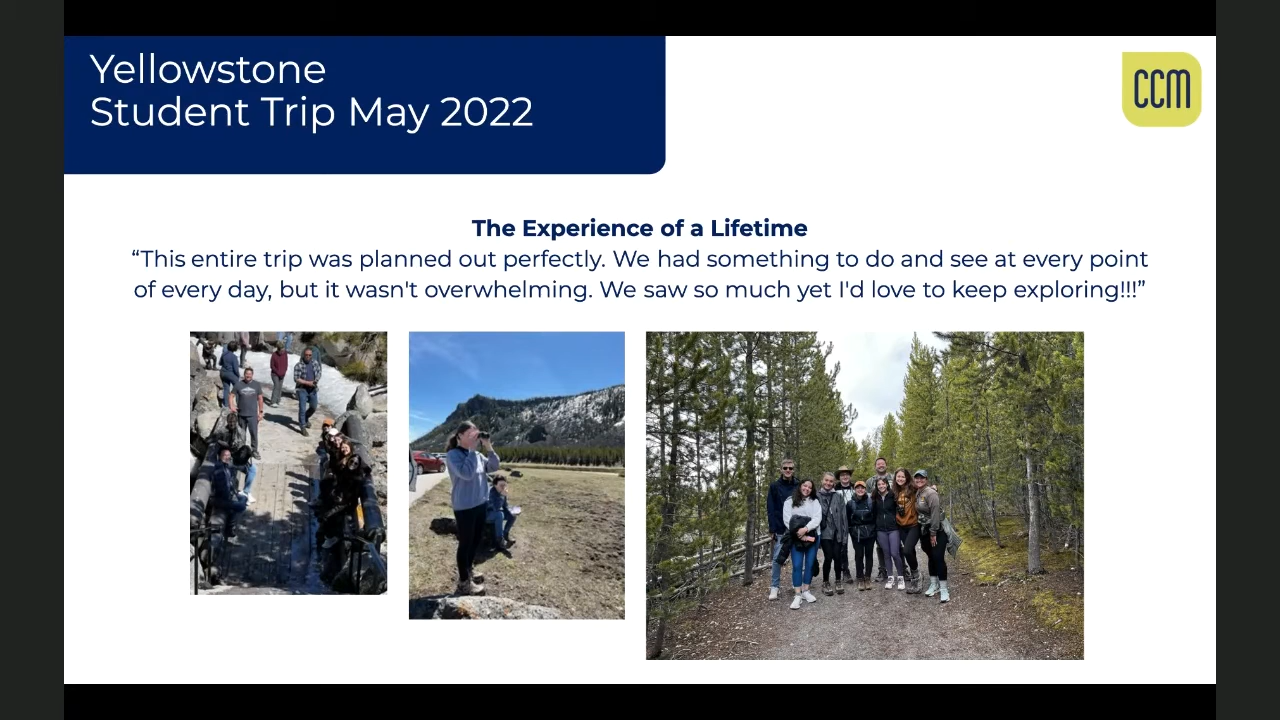 Yellowstone
Student Trip May 2022
CCM
The Experience of a Lifetime
“This entire trip was planned out perfectly. We had something to do and see at every point
of every day, but it wasn't overwhelming. We saw so much yet I'd love to keep exploring!!!”